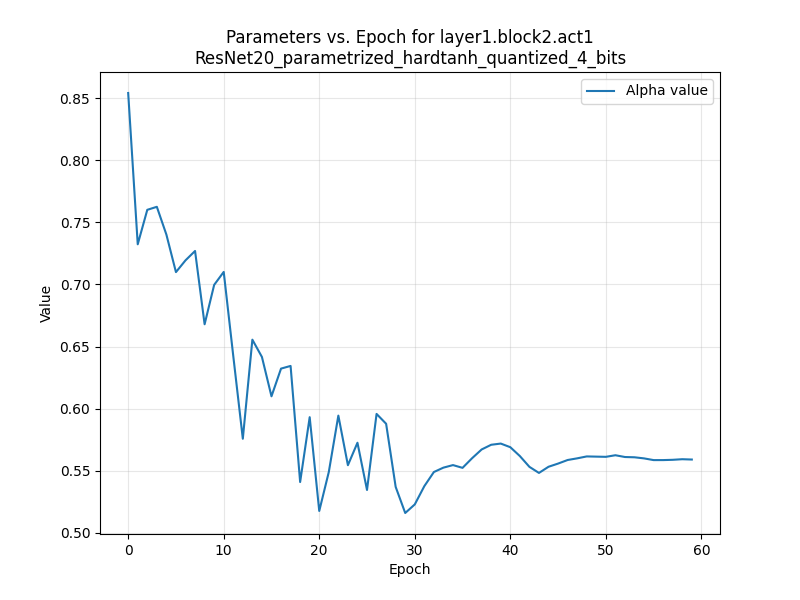 Parameters vs. Epoch for layer1.block2.act1
ResNet20_parametrized_hardtanh_quantized_4_bits
Alpha value
0.85
0.80
0.75
0.70
0.65
0.60
0.55
0.50
Value
0 10 20 30 40 50 60
Epoch